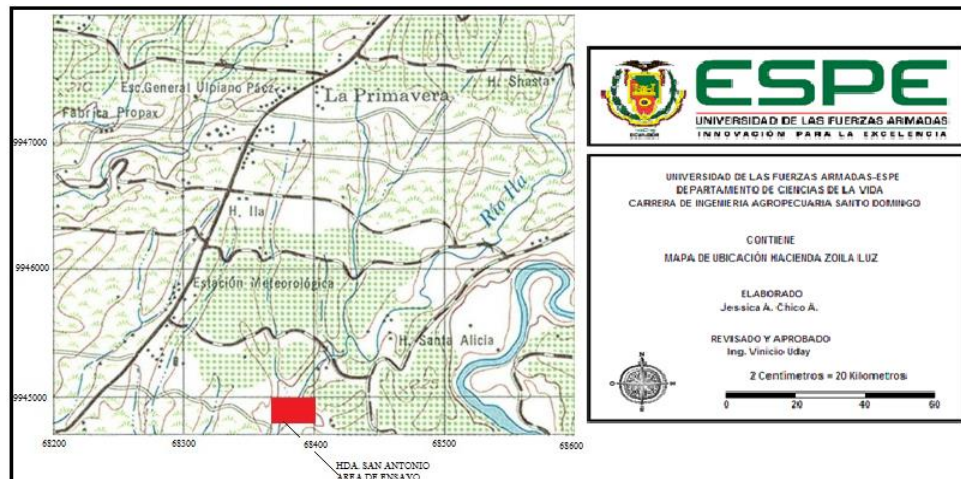 Esc.General Ulpiano Páez
H. Shasta
La Primavera
Fábrica Propax
9947000
H. Ila
Río Ila
9946000
Estación Meteorológica
H. Santa Alicia
9945000
68200
68300
68400
68500
68600
HDA. SAN ANTONIO
AREA DE ENSAYO
ESPE
UNIVERSIDAD DE LAS FUERZAS ARMADAS
INNOVACIÓN PARA LA EXCELENCIA
ECUADOR
UNIVERSIDAD DE LAS FUERZAS ARMADAS-ESPE
DEPARTAMENTO DE CIENCIAS DE LA VIDA
CARRERA DE INGENIERIA AGROPECUARIA SANTO DOMINGO
CONTIENE
MAPA DE UBICACIÓN HACIENDA ZOILA LUZ
ELABORADO
Jessica A. Chico A.
REVISADO Y APROBADO
Ing. Vinicio Uday
N
2 Centímetros = 20 Kilometros
0 20 40 60